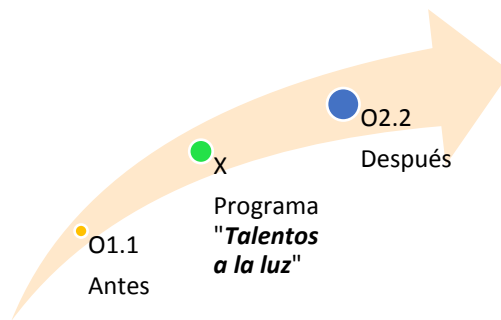 O1.1
Antes
X
Programa
"Talentos
a la luz"
O2.2
Después